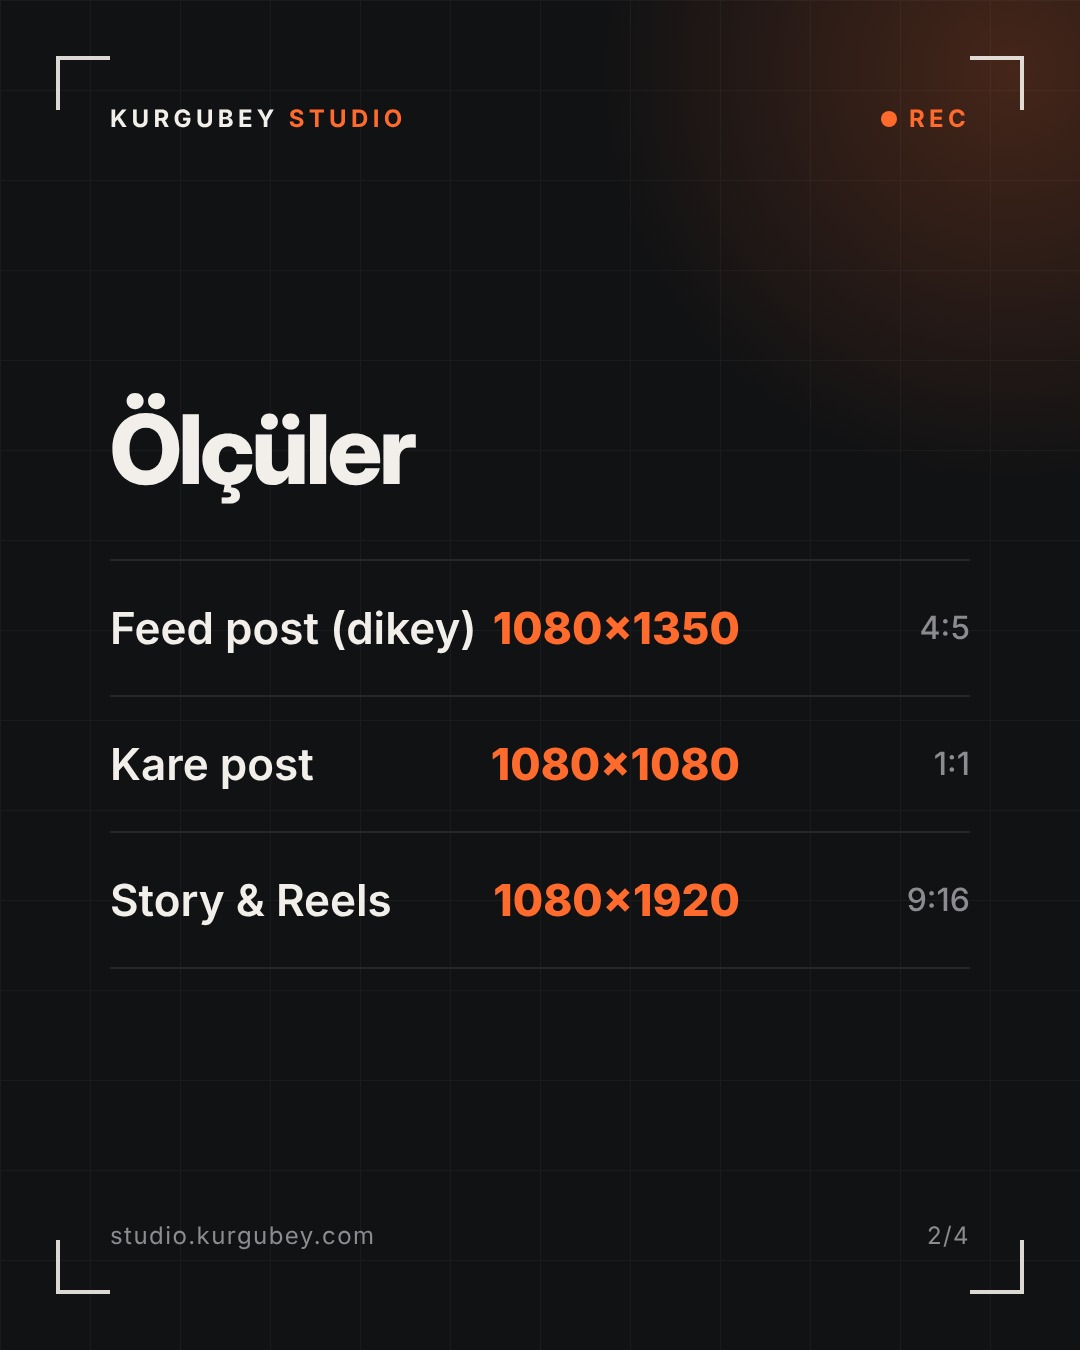 KURGUBEY STUDIO
REC
Ölçüler
Feed post (dikey) 1080×1350 4:5
Kare post 1080×1080 1:1
Story & Reels 1080×1920 9:16
studio.kurgubey.com
2/4